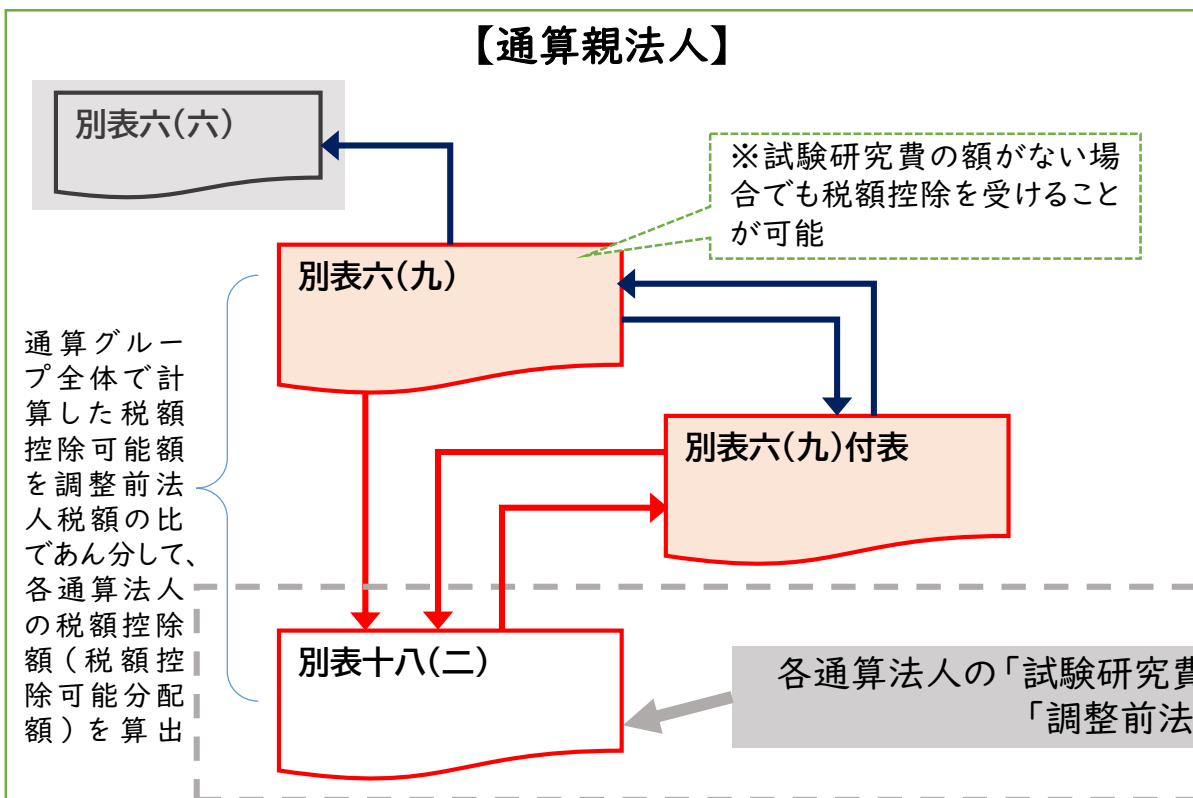 【通算親法人】
別表六(六)
※試験研究費の額がない場
合でも税額控除を受けること
が可能
別表六(九)
通算グルー
プ全体で計
算した税額
控除可能額
を調整前法
人税額の比
であん分して、
各通算法人
の税額控除
額(税額控
除可能分配
額)を算出
別表六(九)付表
別表十八(二)
各通算法人の「試験研究費
「調整前法